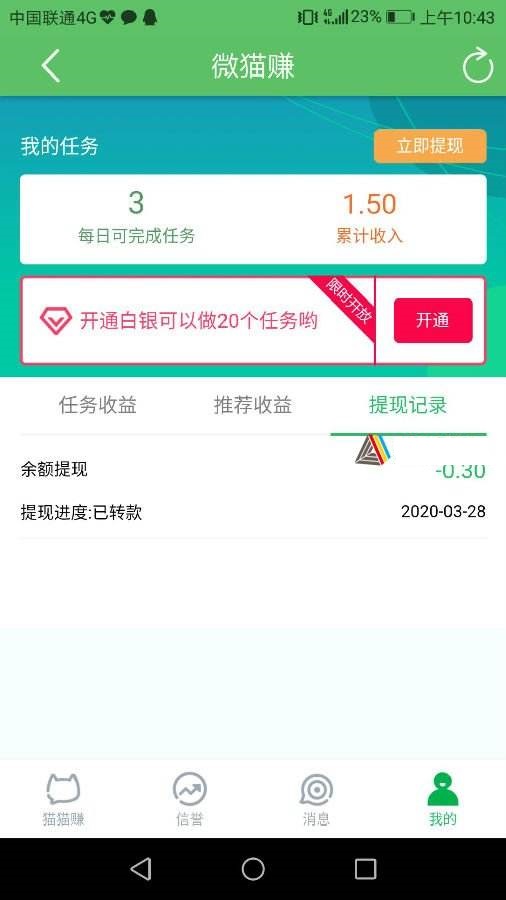 中国联通4G 4G 23% 上午10:43
微猫赚
我的任务 立即提现
3 1.50
每日可完成任务 累计收入
限时开放
开通白银可以做20个任务哟 开通
任务收益 推荐收益 提现记录
余额提现 -0.30
提现进度:已转款 2020-03-28
猫猫赚 信誉 消息 我的